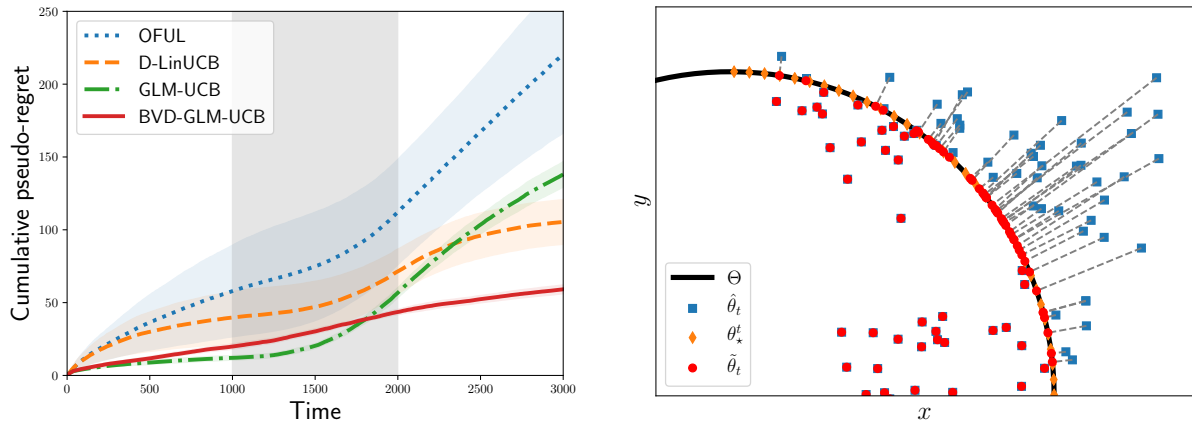 250
200
150
100
50
0
Cumulative pseudo-regret
OFUL
D-LinUCB
GLM-UCB
BVD-GLM-UCB
0 500 1000 1500 2000 2500 3000
Time
y
Θ
θ̂_t
θ_⋆^t
θ̃_t
x